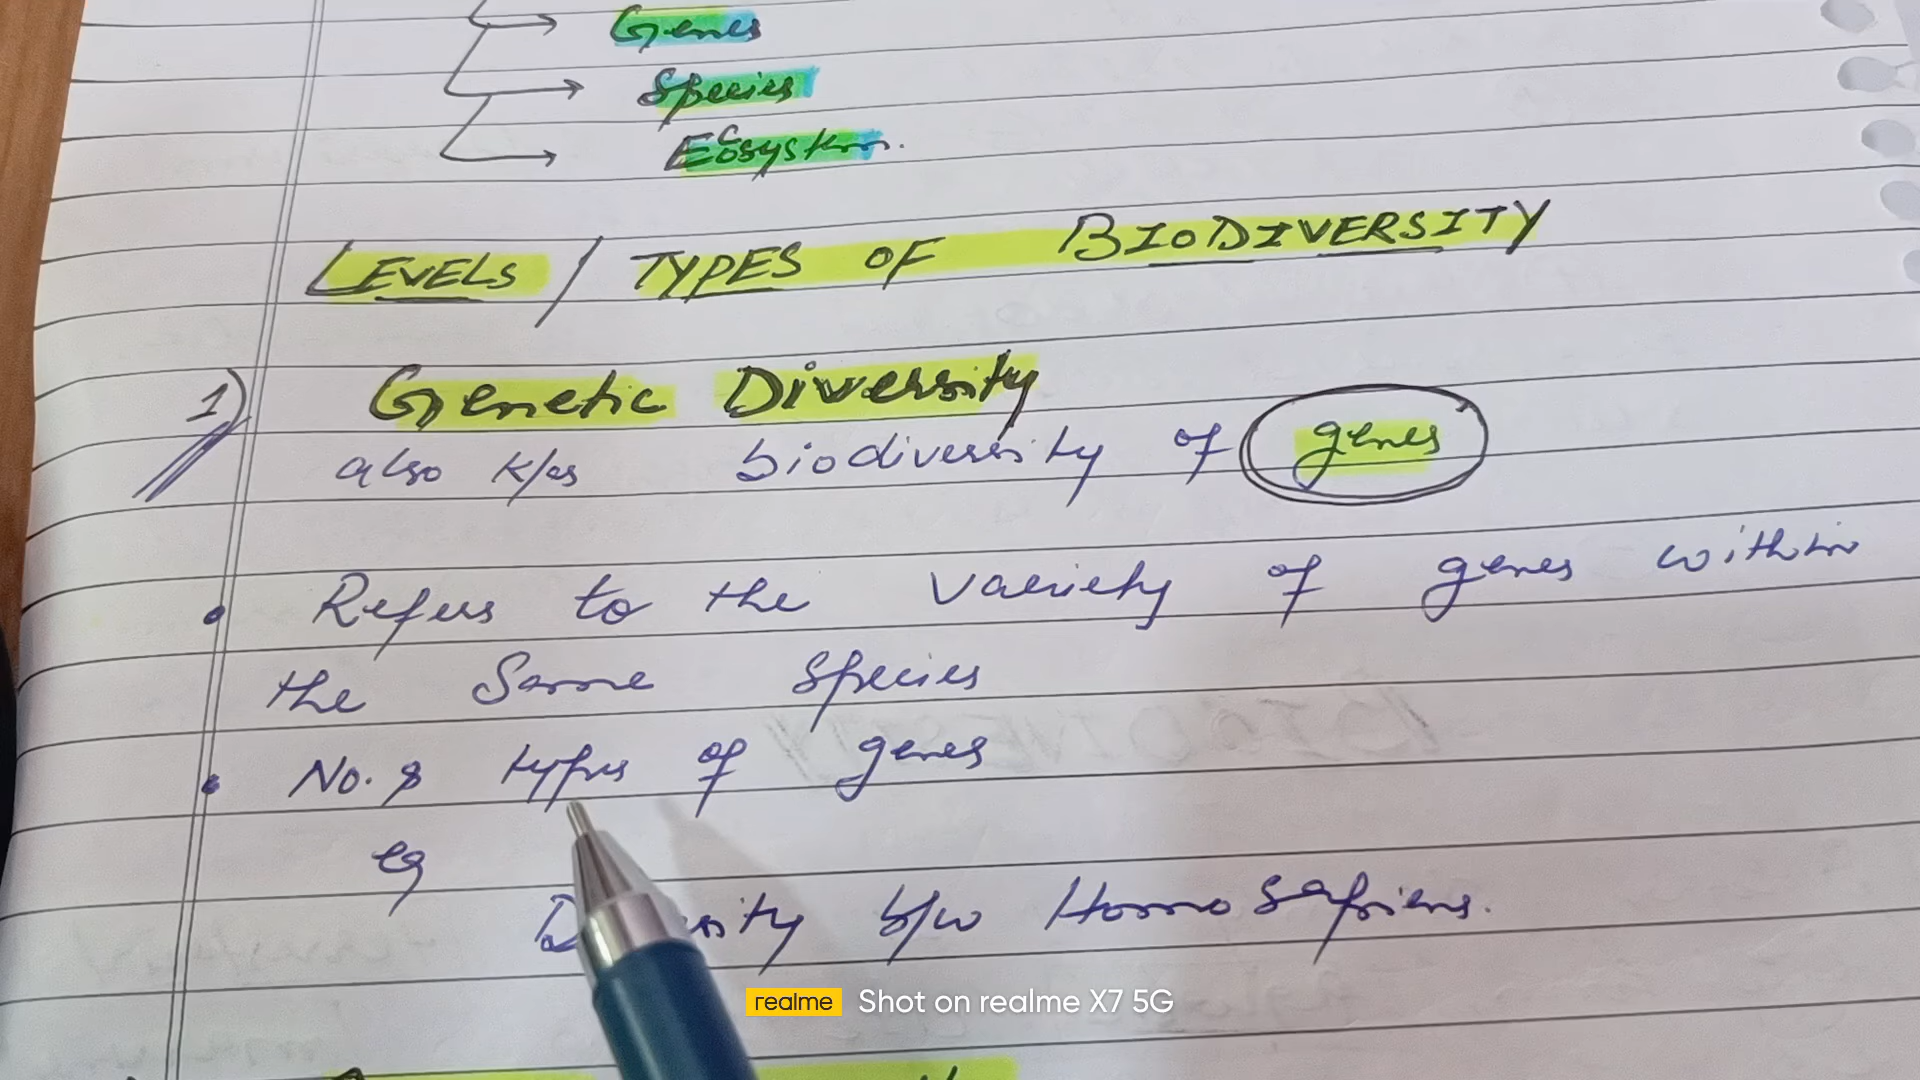 Genes
Species
Ecosystem.
LEVELS / TYPES OF BIODIVERSITY
1) Genetic Diversity
also k/as biodiversity of genes
• Refers to the variety of genes within
the Same Species
• No. & types of genes
eg
Homo Sapiens.
b/w
realme Shot on realme X7 5G